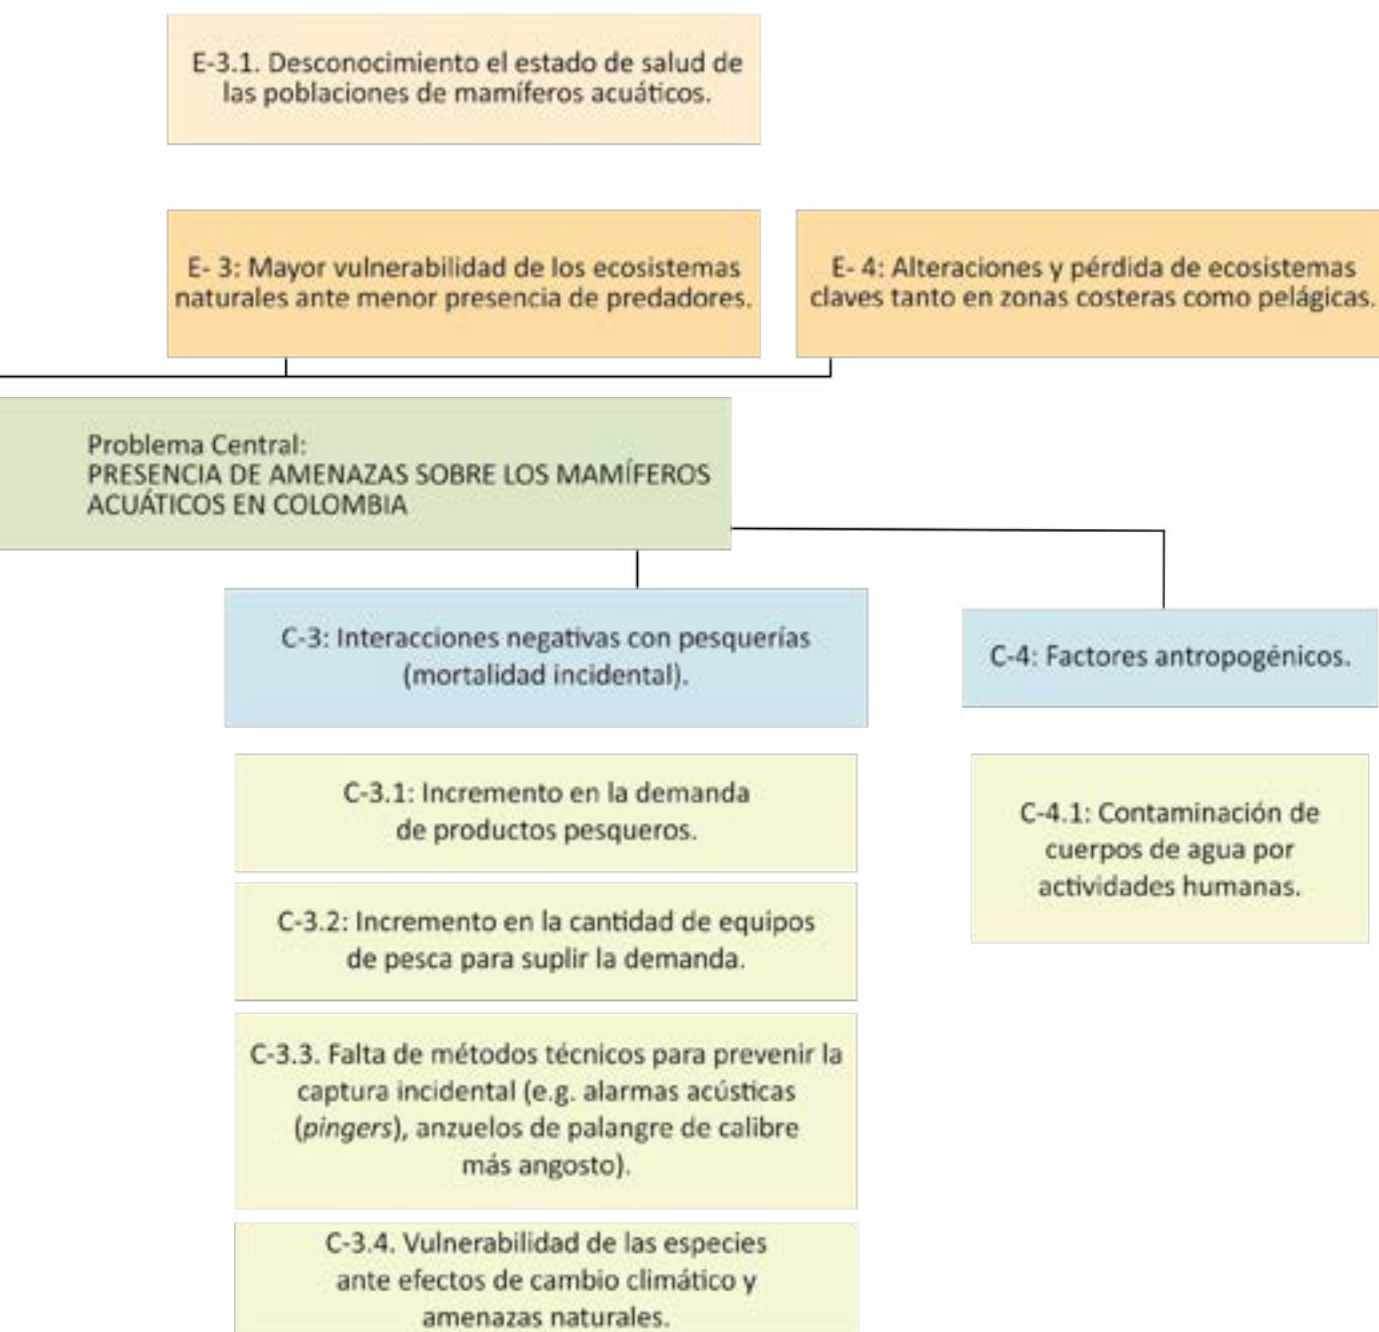 E-3.1. Desconocimiento el estado de salud de
las poblaciones de mamíferos acuáticos.
E- 3: Mayor vulnerabilidad de los ecosistemas
naturales ante menor presencia de predadores.
E- 4: Alteraciones y pérdida de ecosistemas
claves tanto en zonas costeras como pelágicas.
Problema Central:
PRESENCIA DE AMENAZAS SOBRE LOS MAMÍFEROS
ACUÁTICOS EN COLOMBIA
C-3: Interacciones negativas con pesquerías
(mortalidad incidental).
C-4: Factores antropogénicos.
C-3.1: Incremento en la demanda
de productos pesqueros.
C-4.1: Contaminación de
cuerpos de agua por
actividades humanas.
C-3.2: Incremento en la cantidad de equipos
de pesca para suplir la demanda.
C-3.3. Falta de métodos técnicos para prevenir la
captura incidental (e.g. alarmas acústicas
(pingers), anzuelos de palangre de calibre
más angosto).
C-3.4. Vulnerabilidad de las especies
ante efectos de cambio climático y
amenazas naturales.